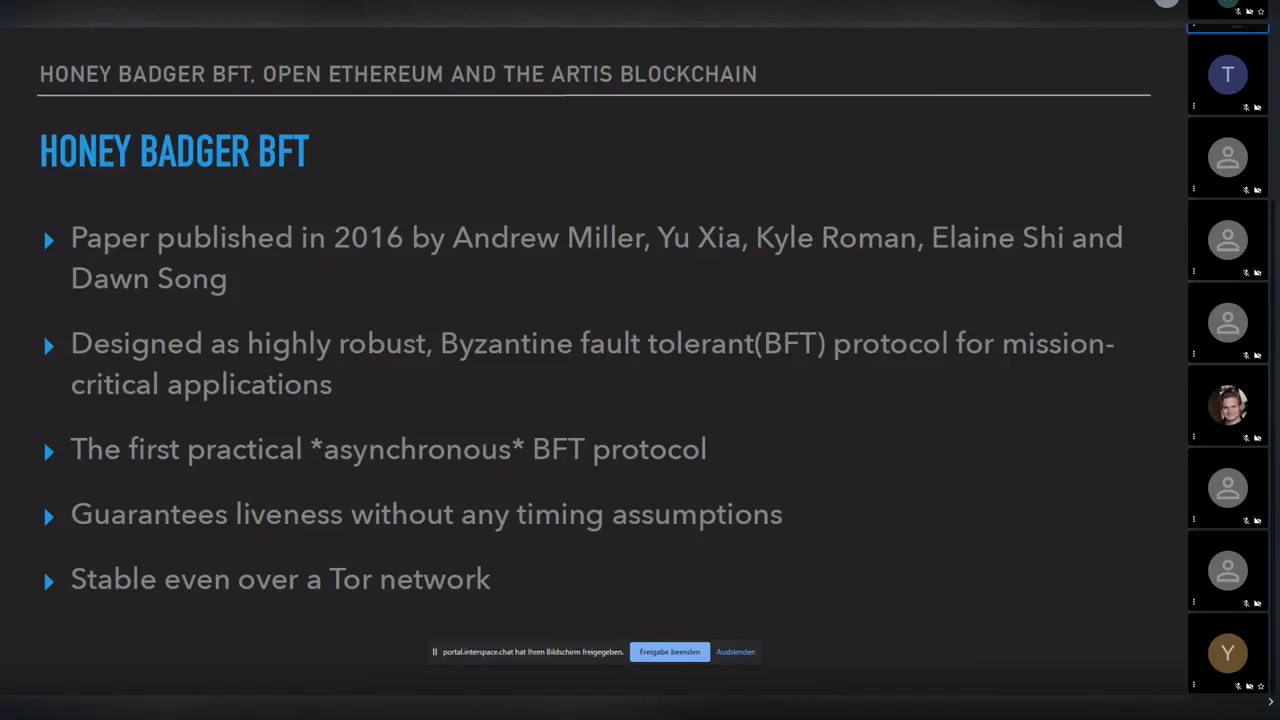 HONEY BADGER BFT, OPEN ETHEREUM AND THE ARTIS BLOCKCHAIN
HONEY BADGER BFT
Paper published in 2016 by Andrew Miller, Yu Xia, Kyle Roman, Elaine Shi and
Dawn Song
Designed as highly robust, Byzantine fault tolerant(BFT) protocol for mission-
critical applications
The first practical *asynchronous* BFT protocol
Guarantees liveness without any timing assumptions
Stable even over a Tor network
portal.interspace.chat hat Ihren Bildschirm freigegeben.
Freigabe beenden
Ausblenden
T
Y